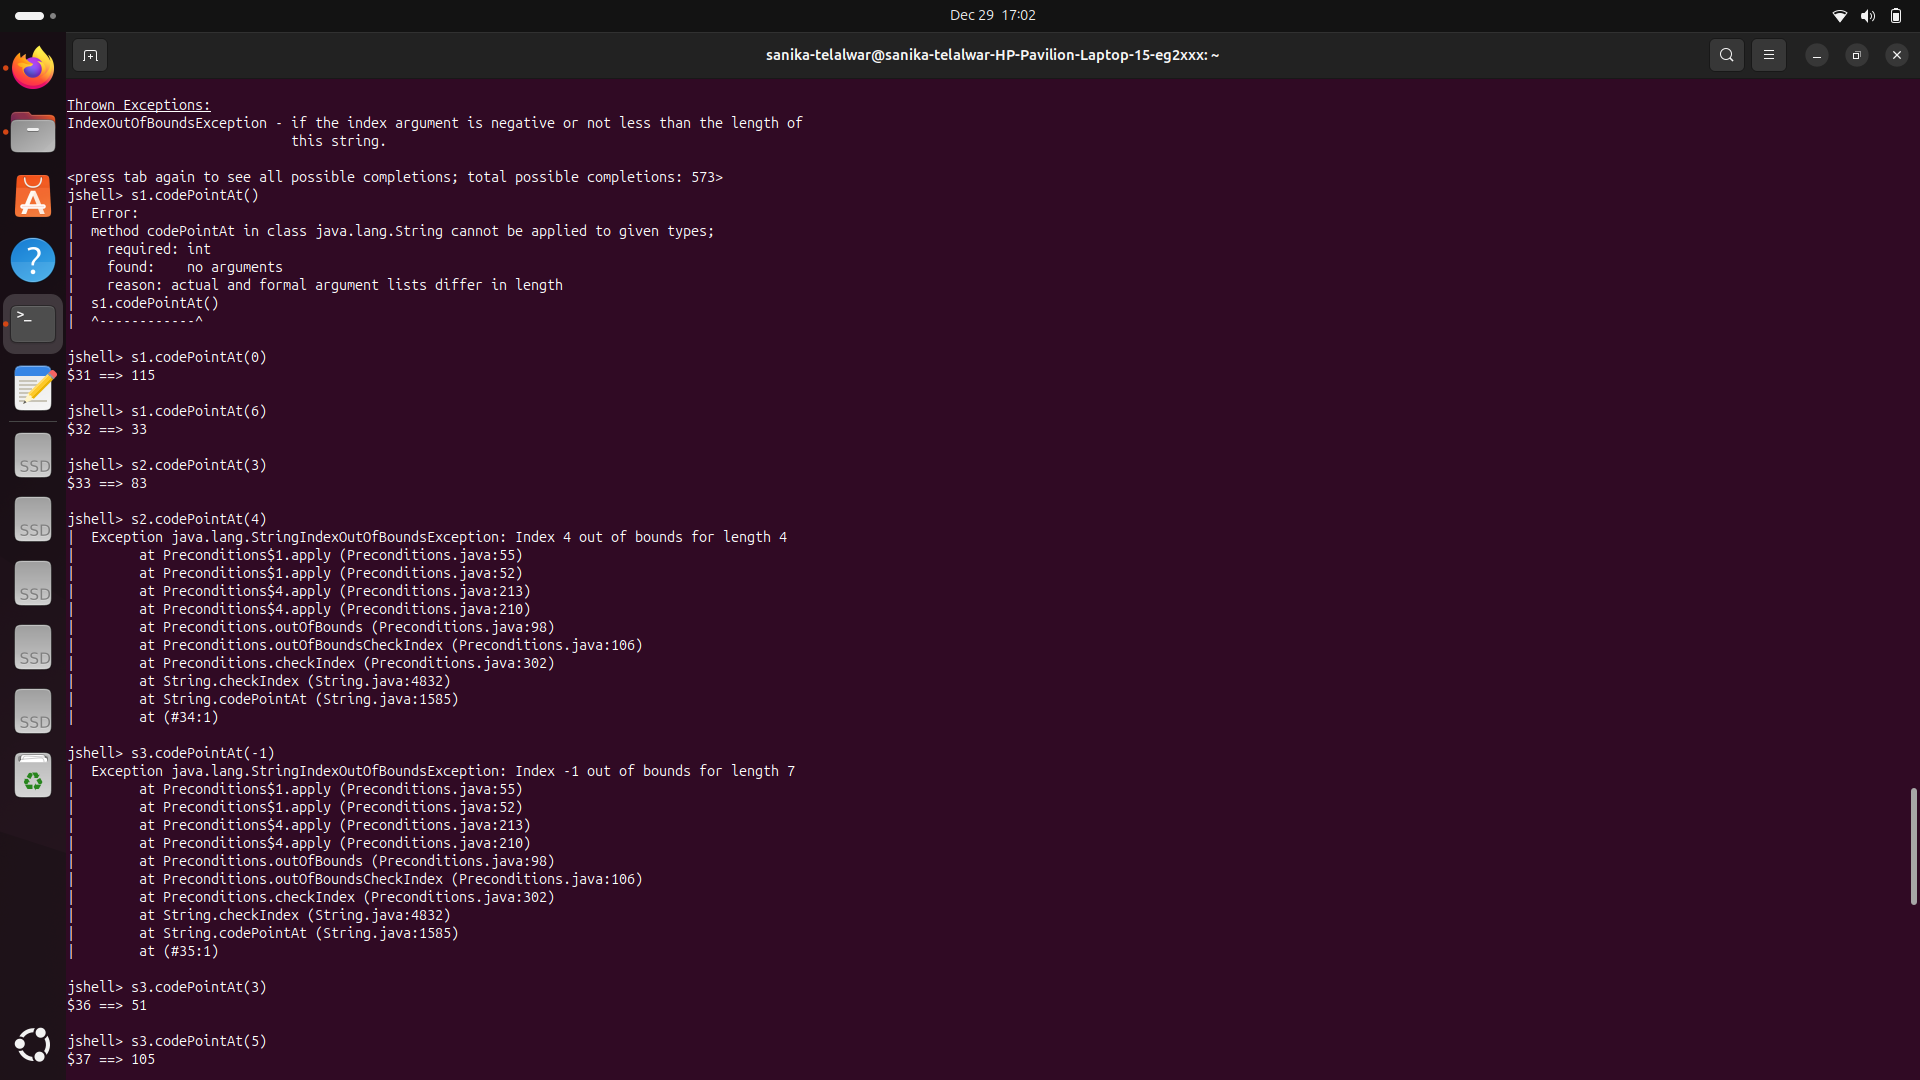 Dec 29 17:02
sanika-telalwar@sanika-telalwar-HP-Pavilion-Laptop-15-eg2xxx: ~
Thrown Exceptions:
IndexOutOfBoundsException - if the index argument is negative or not less than the length of
this string.
<press tab again to see all possible completions; total possible completions: 573>
jshell> s1.codePointAt()
|  Error:
|  method codePointAt in class java.lang.String cannot be applied to given types;
|    required: int
|    found:    no arguments
|    reason: actual and formal argument lists differ in length
|  s1.codePointAt()
|  ^------------^
jshell> s1.codePointAt(0)
$31 ==> 115
jshell> s1.codePointAt(6)
$32 ==> 33
jshell> s2.codePointAt(3)
$33 ==> 83
jshell> s2.codePointAt(4)
|  Exception java.lang.StringIndexOutOfBoundsException: Index 4 out of bounds for length 4
|        at Preconditions$1.apply (Preconditions.java:55)
|        at Preconditions$1.apply (Preconditions.java:52)
|        at Preconditions$4.apply (Preconditions.java:213)
|        at Preconditions$4.apply (Preconditions.java:210)
|        at Preconditions.outOfBounds (Preconditions.java:98)
|        at Preconditions.outOfBoundsCheckIndex (Preconditions.java:106)
|        at Preconditions.checkIndex (Preconditions.java:302)
|        at String.checkIndex (String.java:4832)
|        at String.codePointAt (String.java:1585)
|        at (#34:1)
jshell> s3.codePointAt(-1)
|  Exception java.lang.StringIndexOutOfBoundsException: Index -1 out of bounds for length 7
|        at Preconditions$1.apply (Preconditions.java:55)
|        at Preconditions$1.apply (Preconditions.java:52)
|        at Preconditions$4.apply (Preconditions.java:213)
|        at Preconditions$4.apply (Preconditions.java:210)
|        at Preconditions.outOfBounds (Preconditions.java:98)
|        at Preconditions.outOfBoundsCheckIndex (Preconditions.java:106)
|        at Preconditions.checkIndex (Preconditions.java:302)
|        at String.checkIndex (String.java:4832)
|        at String.codePointAt (String.java:1585)
|        at (#35:1)
jshell> s3.codePointAt(3)
$36 ==> 51
jshell> s3.codePointAt(5)
$37 ==> 105
SSD
SSD
SSD
SSD
SSD